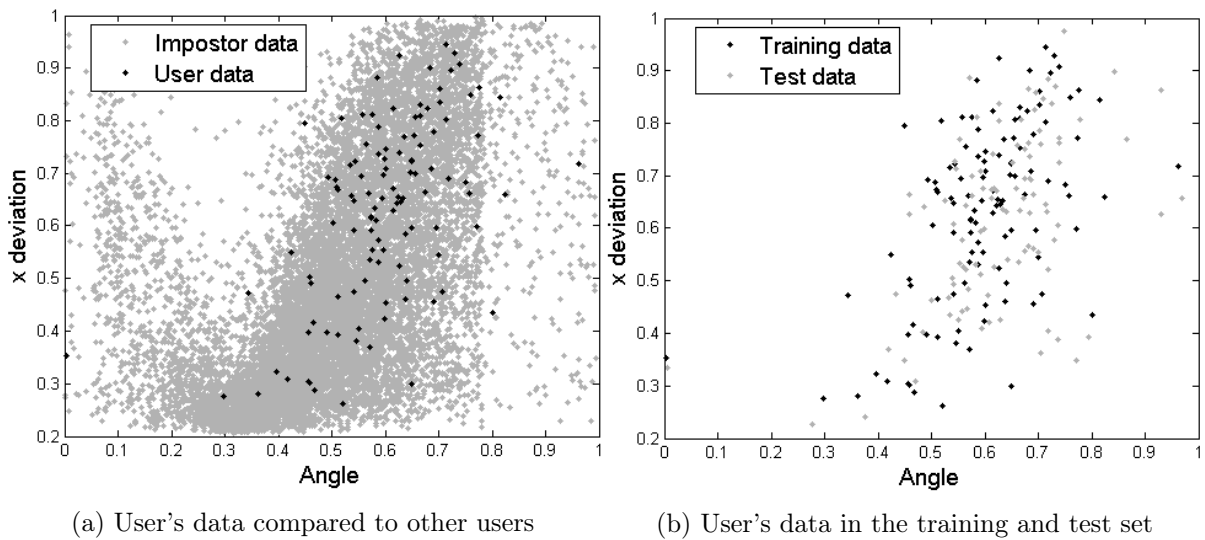 Impostor data
User data
1
0.9
0.8
0.7
0.6
0.5
0.4
0.3
0.2
x deviation
0 0.1 0.2 0.3 0.4 0.5 0.6 0.7 0.8 0.9 1
Angle
(a) User's data compared to other users
Training data
Test data
1
0.9
0.8
0.7
0.6
0.5
0.4
0.3
0.2
x deviation
0 0.1 0.2 0.3 0.4 0.5 0.6 0.7 0.8 0.9 1
Angle
(b) User's data in the training and test set